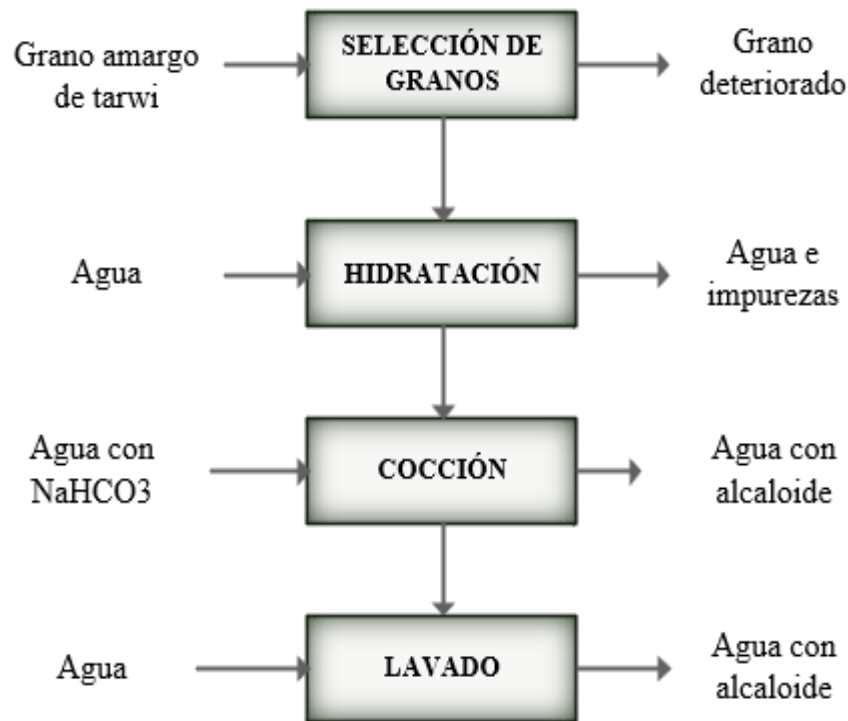 Grano amargo
de tarwi
SELECCIÓN DE
GRANOS
Grano
deteriorado
Agua
HIDRATACIÓN
Agua e
impurezas
Agua con
NaHCO3
COCCIÓN
Agua con
alcaloide
Agua
LAVADO
Agua con
alcaloide